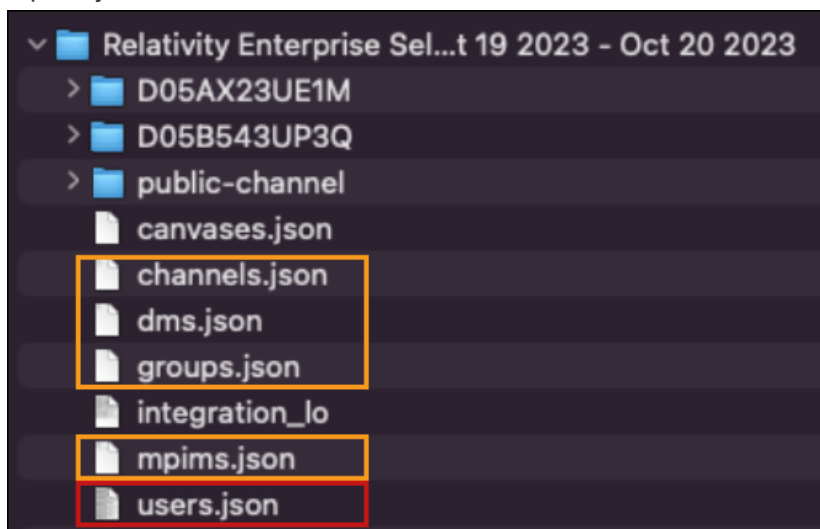 Relativity Enterprise Sel...t 19 2023 - Oct 20 2023
D05AX23UE1M
D05B543UP3Q
public-channel
canvases.json
channels.json
dms.json
groups.json
integration_lo
mpims.json
users.json